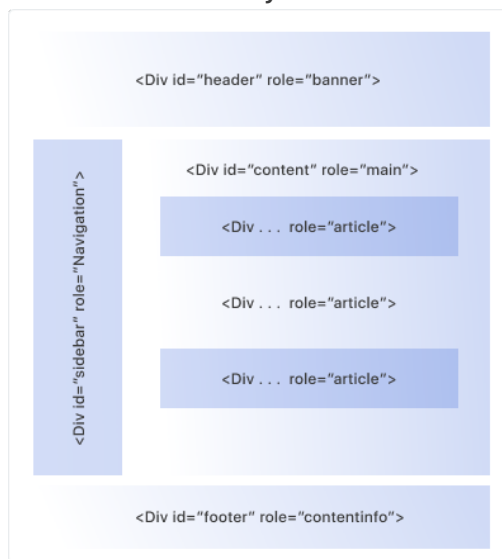 <Div id="header" role="banner">
<Div id="sidebar" role="Navigation">
<Div id="content" role="main">
<Div . . . role="article">
<Div . . . role="article">
<Div . . . role="article">
<Div id="footer" role="contentinfo">